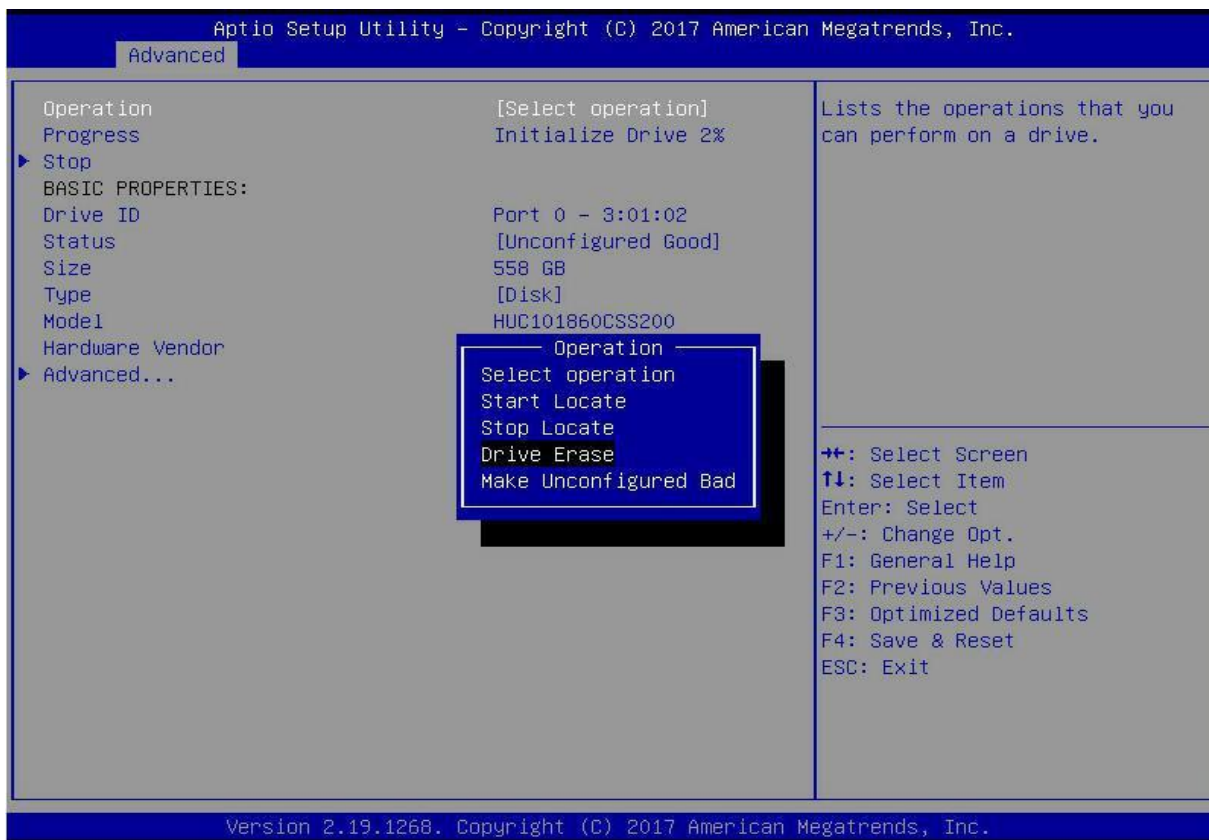 Aptio Setup Utility – Copyright (C) 2017 American Megatrends, Inc.
Advanced
Operation [Select operation]
Progress Initialize Drive 2%
Stop
BASIC PROPERTIES:
Drive ID Port 0 – 3:01:02
Status [Unconfigured Good]
Size 558 GB
Type [Disk]
Model HUC101860CSS200
Hardware Vendor
Advanced...
Operation
Select operation
Start Locate
Stop Locate
Drive Erase
Make Unconfigured Bad
Lists the operations that you
can perform on a drive.
→←: Select Screen
↑↓: Select Item
Enter: Select
+/-: Change Opt.
F1: General Help
F2: Previous Values
F3: Optimized Defaults
F4: Save & Reset
ESC: Exit
Version 2.19.1268. Copyright (C) 2017 American Megatrends, Inc.